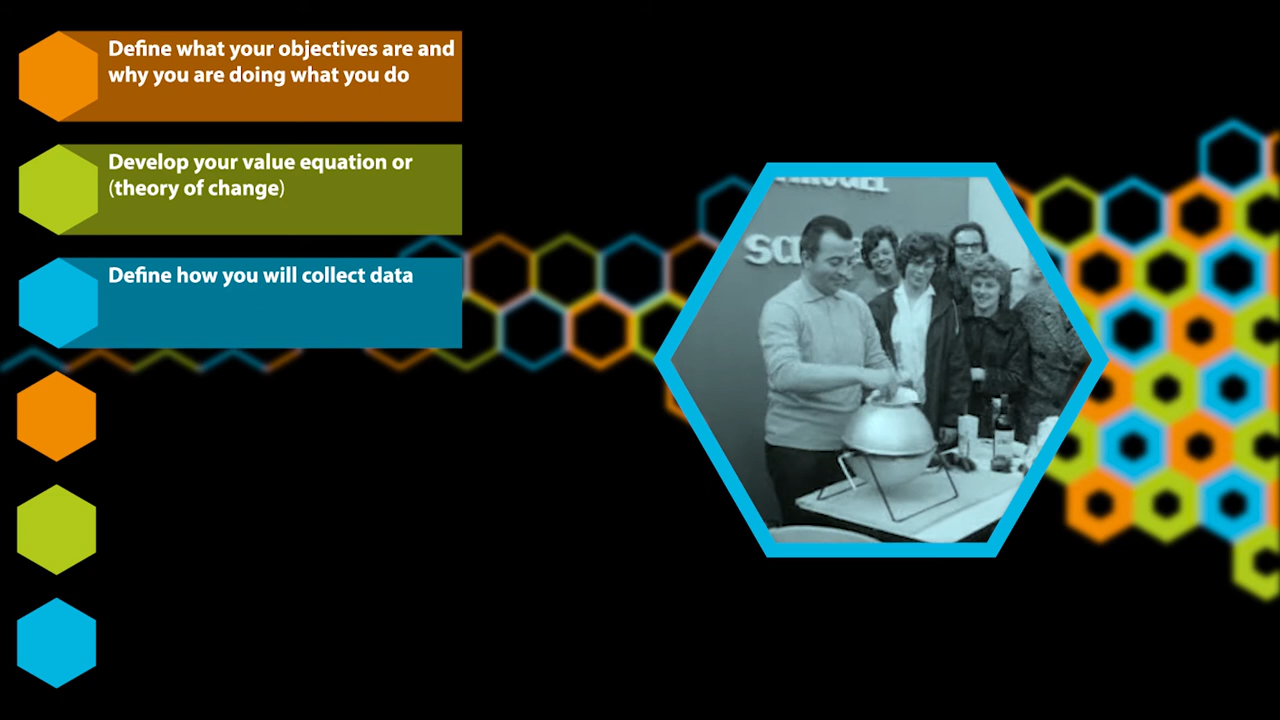 Define what your objectives are and
why you are doing what you do
Develop your value equation or
(theory of change)
Define how you will collect data